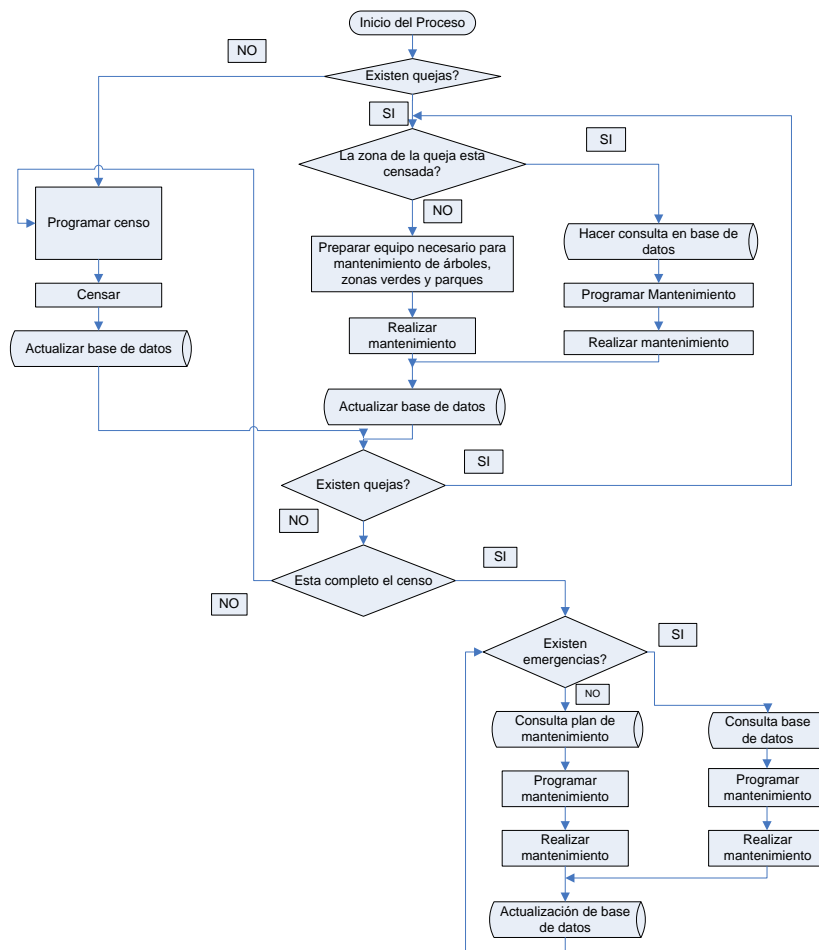 Inicio del Proceso
NO
Existen quejas?
SI
La zona de la queja esta
censada?
SI
NO
Programar censo
Preparar equipo necesario para
mantenimiento de árboles,
zonas verdes y parques
Hacer consulta en base de
datos
Censar
Programar Mantenimiento
Realizar
mantenimiento
Realizar mantenimiento
Actualizar base de datos
Actualizar base de datos
SI
Existen quejas?
NO
SI
Esta completo el censo
NO
SI
Existen
emergencias?
NO
Consulta plan de
mantenimiento
Consulta base
de datos
Programar
mantenimiento
Programar
mantenimiento
Realizar
mantenimiento
Realizar
mantenimiento
Actualización de base
de datos